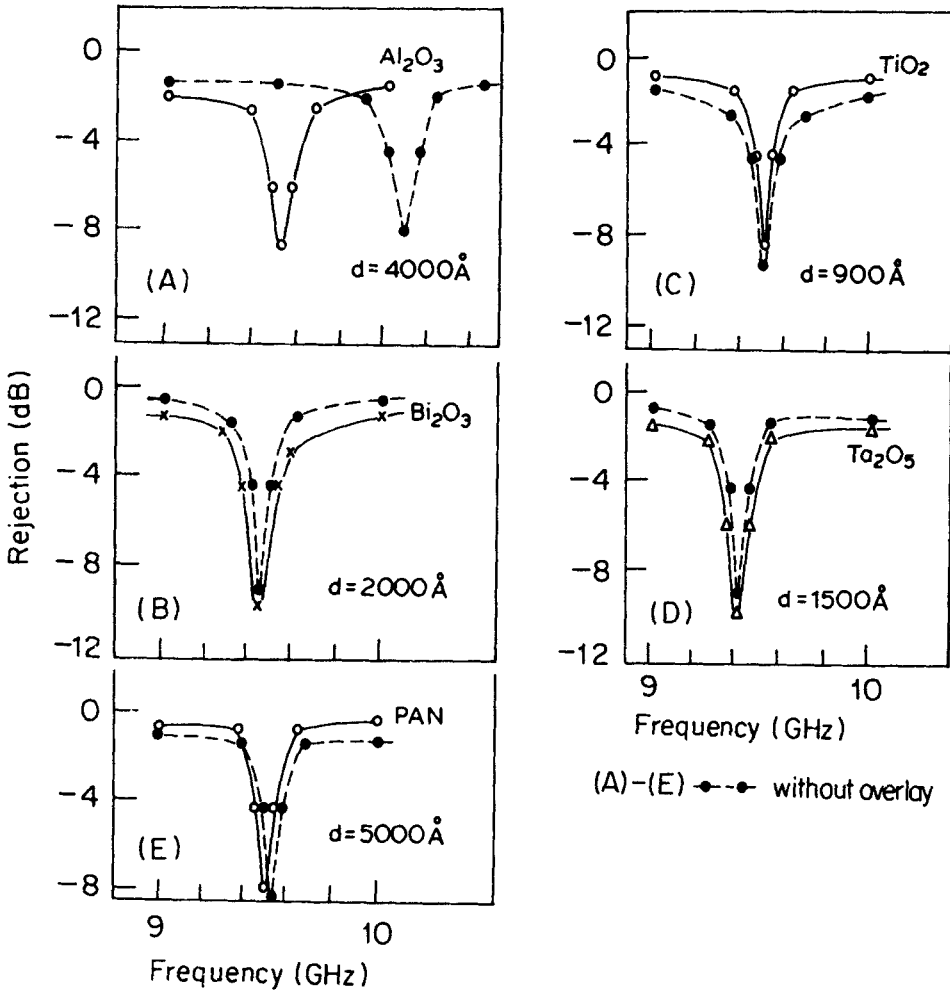 Rejection (dB)
0
-4
-8
-12
Al₂O₃
(A)
d=4000Å
0
-4
-8
-12
Bi₂O₃
(B)
d=2000Å
0
-4
-8
PAN
(E)
d=5000Å
9
10
Frequency (GHz)
0
-4
-8
-12
TiO₂
(C)
d=900Å
0
-4
-8
-12
Ta₂O₅
(D)
d=1500Å
9
10
Frequency (GHz)
(A)-(E) without overlay